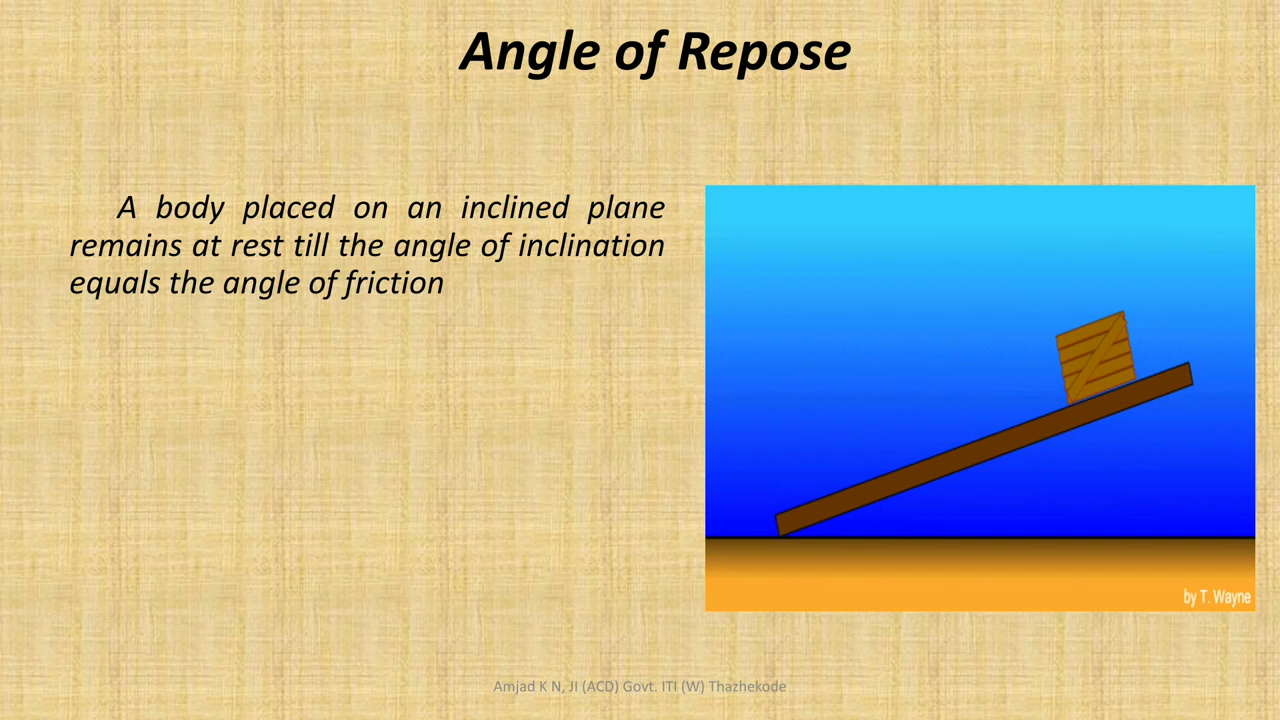 Angle of Repose
A body placed on an inclined plane
remains at rest till the angle of inclination
equals the angle of friction
by T. Wayne
Amjad K N, JI (ACD) Govt. ITI (W) Thazhekode